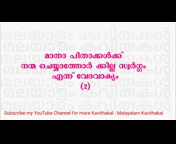 മാതാ പിതാക്കൾക്ക്
നന്മ ചെയ്യാത്തോർ ക്കില്ല സ്വർഗ്ഗം
എന്ന് വേദവാക്യം
(2)
Subscribe my YouTube Channel for more Kavithakal : Malayalam Kavithakal